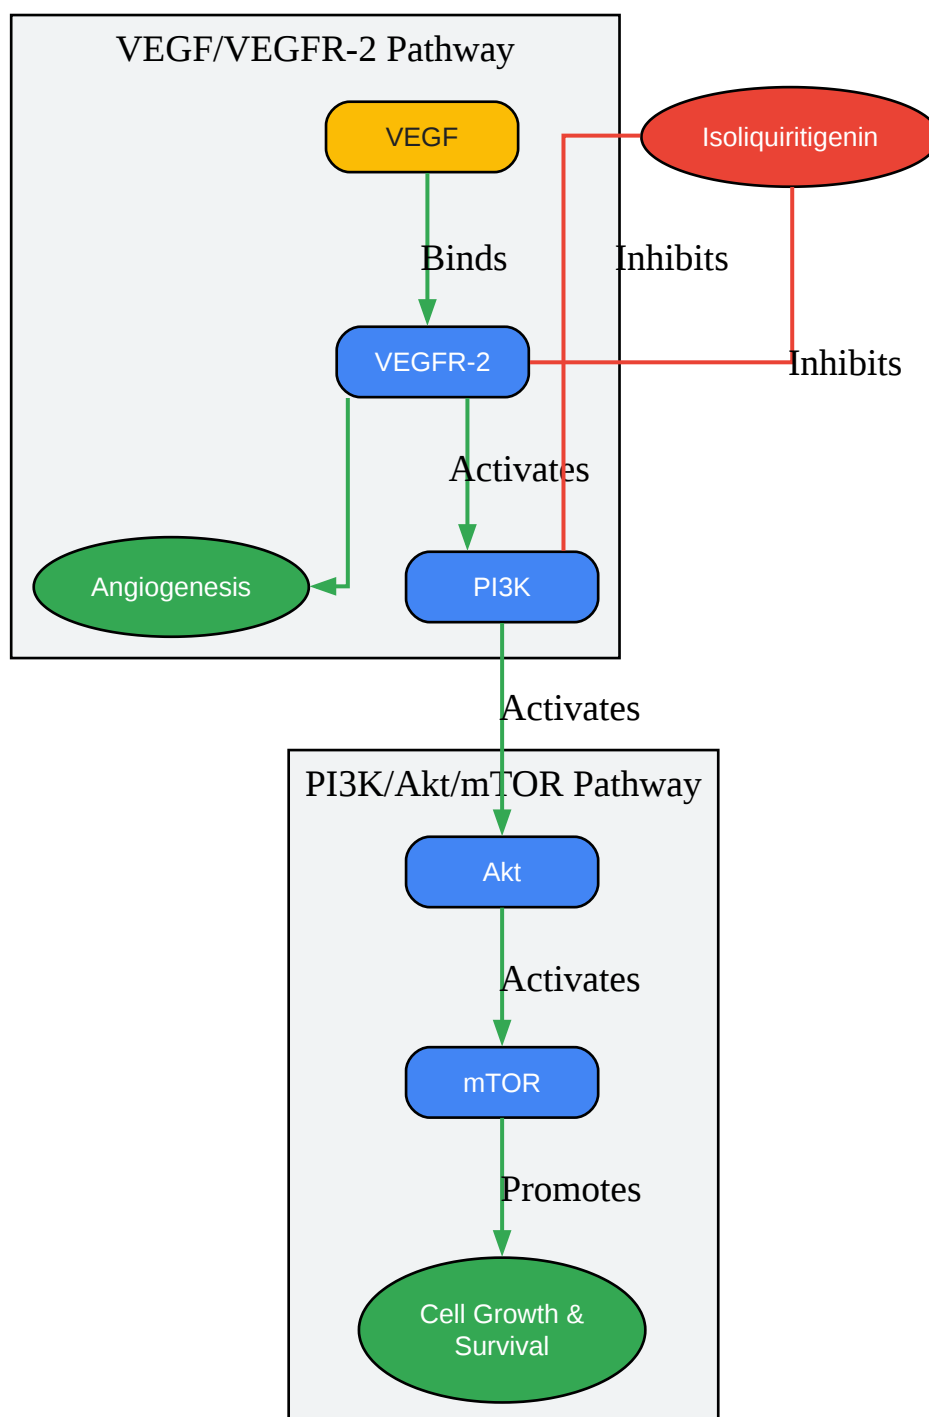 VEGF/VEGFR-2 Pathway
VEGF
Isoliquiritigenin
Binds
Inhibits
VEGFR-2
Inhibits
Activates
Angiogenesis
PI3K
Activates
PI3K/Akt/mTOR Pathway
Akt
Activates
mTOR
Promotes
Cell Growth &
Survival